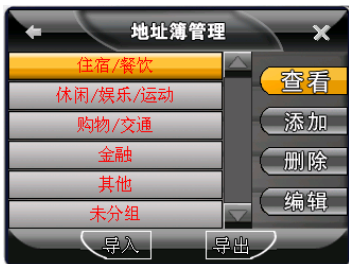 地址簿管理
住宿/餐饮
休闲/娱乐/运动
购物/交通
金融
其他
未分组
查看
添加
删除
编辑
导入
导出